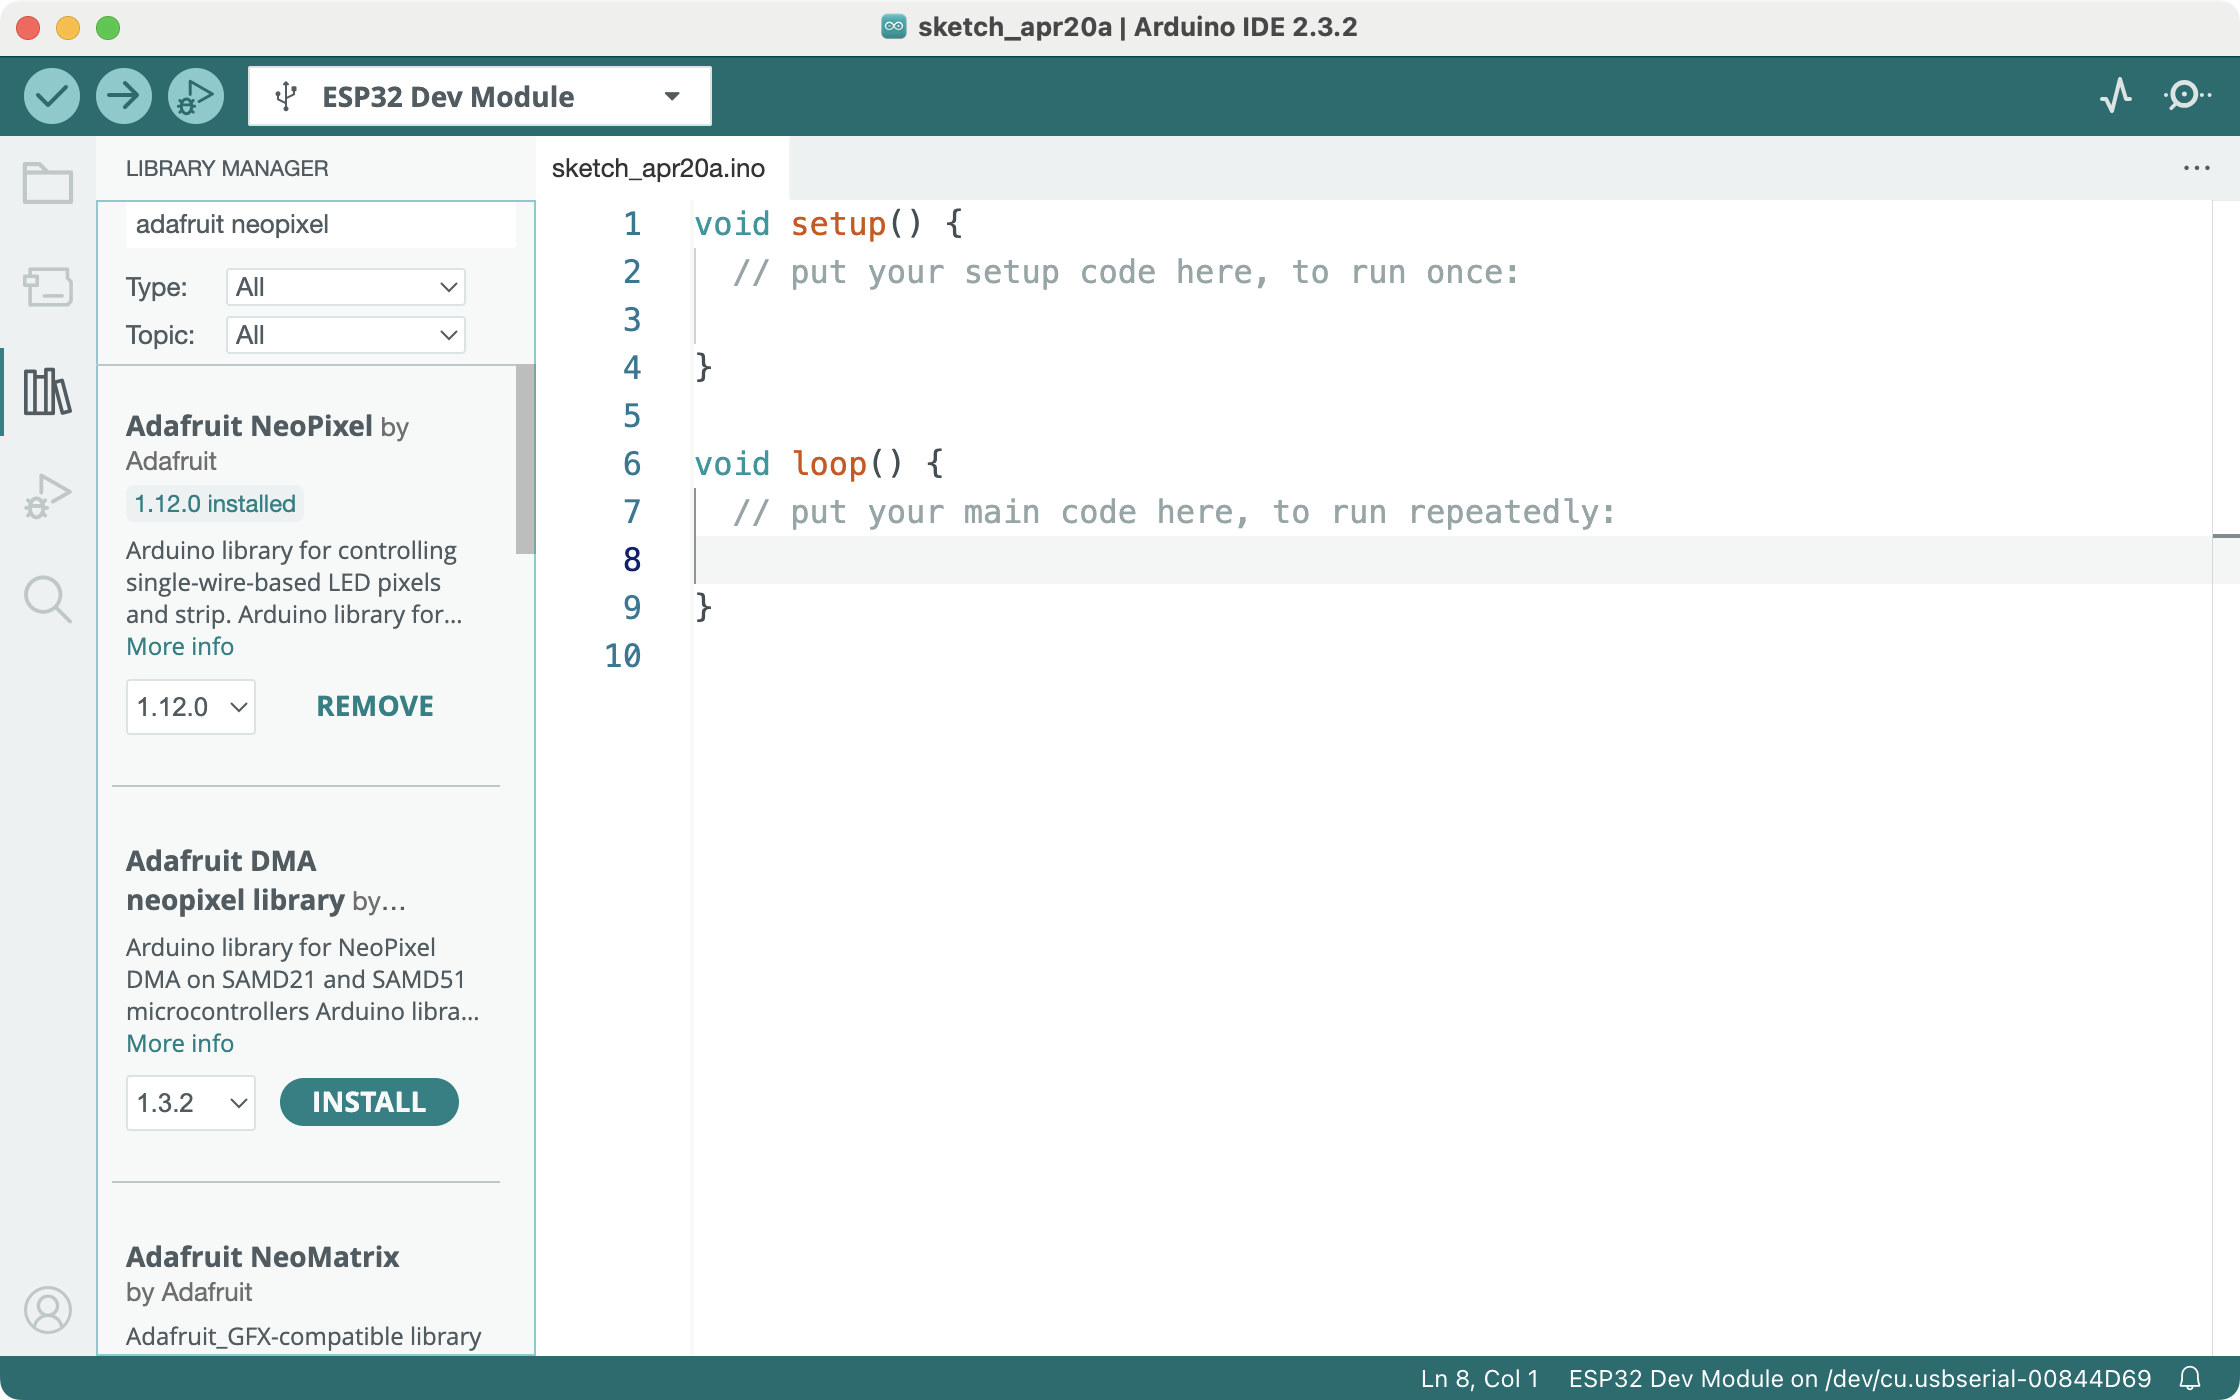 sketch_apr20a | Arduino IDE 2.3.2
ESP32 Dev Module
LIBRARY MANAGER
adafruit neopixel
Type: All
Topic: All
Adafruit NeoPixel by
Adafruit
1.12.0 installed
Arduino library for controlling
single-wire-based LED pixels
and strip. Arduino library for...
More info
1.12.0 REMOVE
Adafruit DMA
neopixel library by...
Arduino library for NeoPixel
DMA on SAMD21 and SAMD51
microcontrollers Arduino libra...
More info
1.3.2 INSTALL
Adafruit NeoMatrix
by Adafruit
Adafruit_GFX-compatible library
sketch_apr20a.ino
1 void setup() {
2 // put your setup code here, to run once:
3
4 }
5
6 void loop() {
7 // put your main code here, to run repeatedly:
8
9 }
10
Ln 8, Col 1 ESP32 Dev Module on /dev/cu.usbserial-00844D69